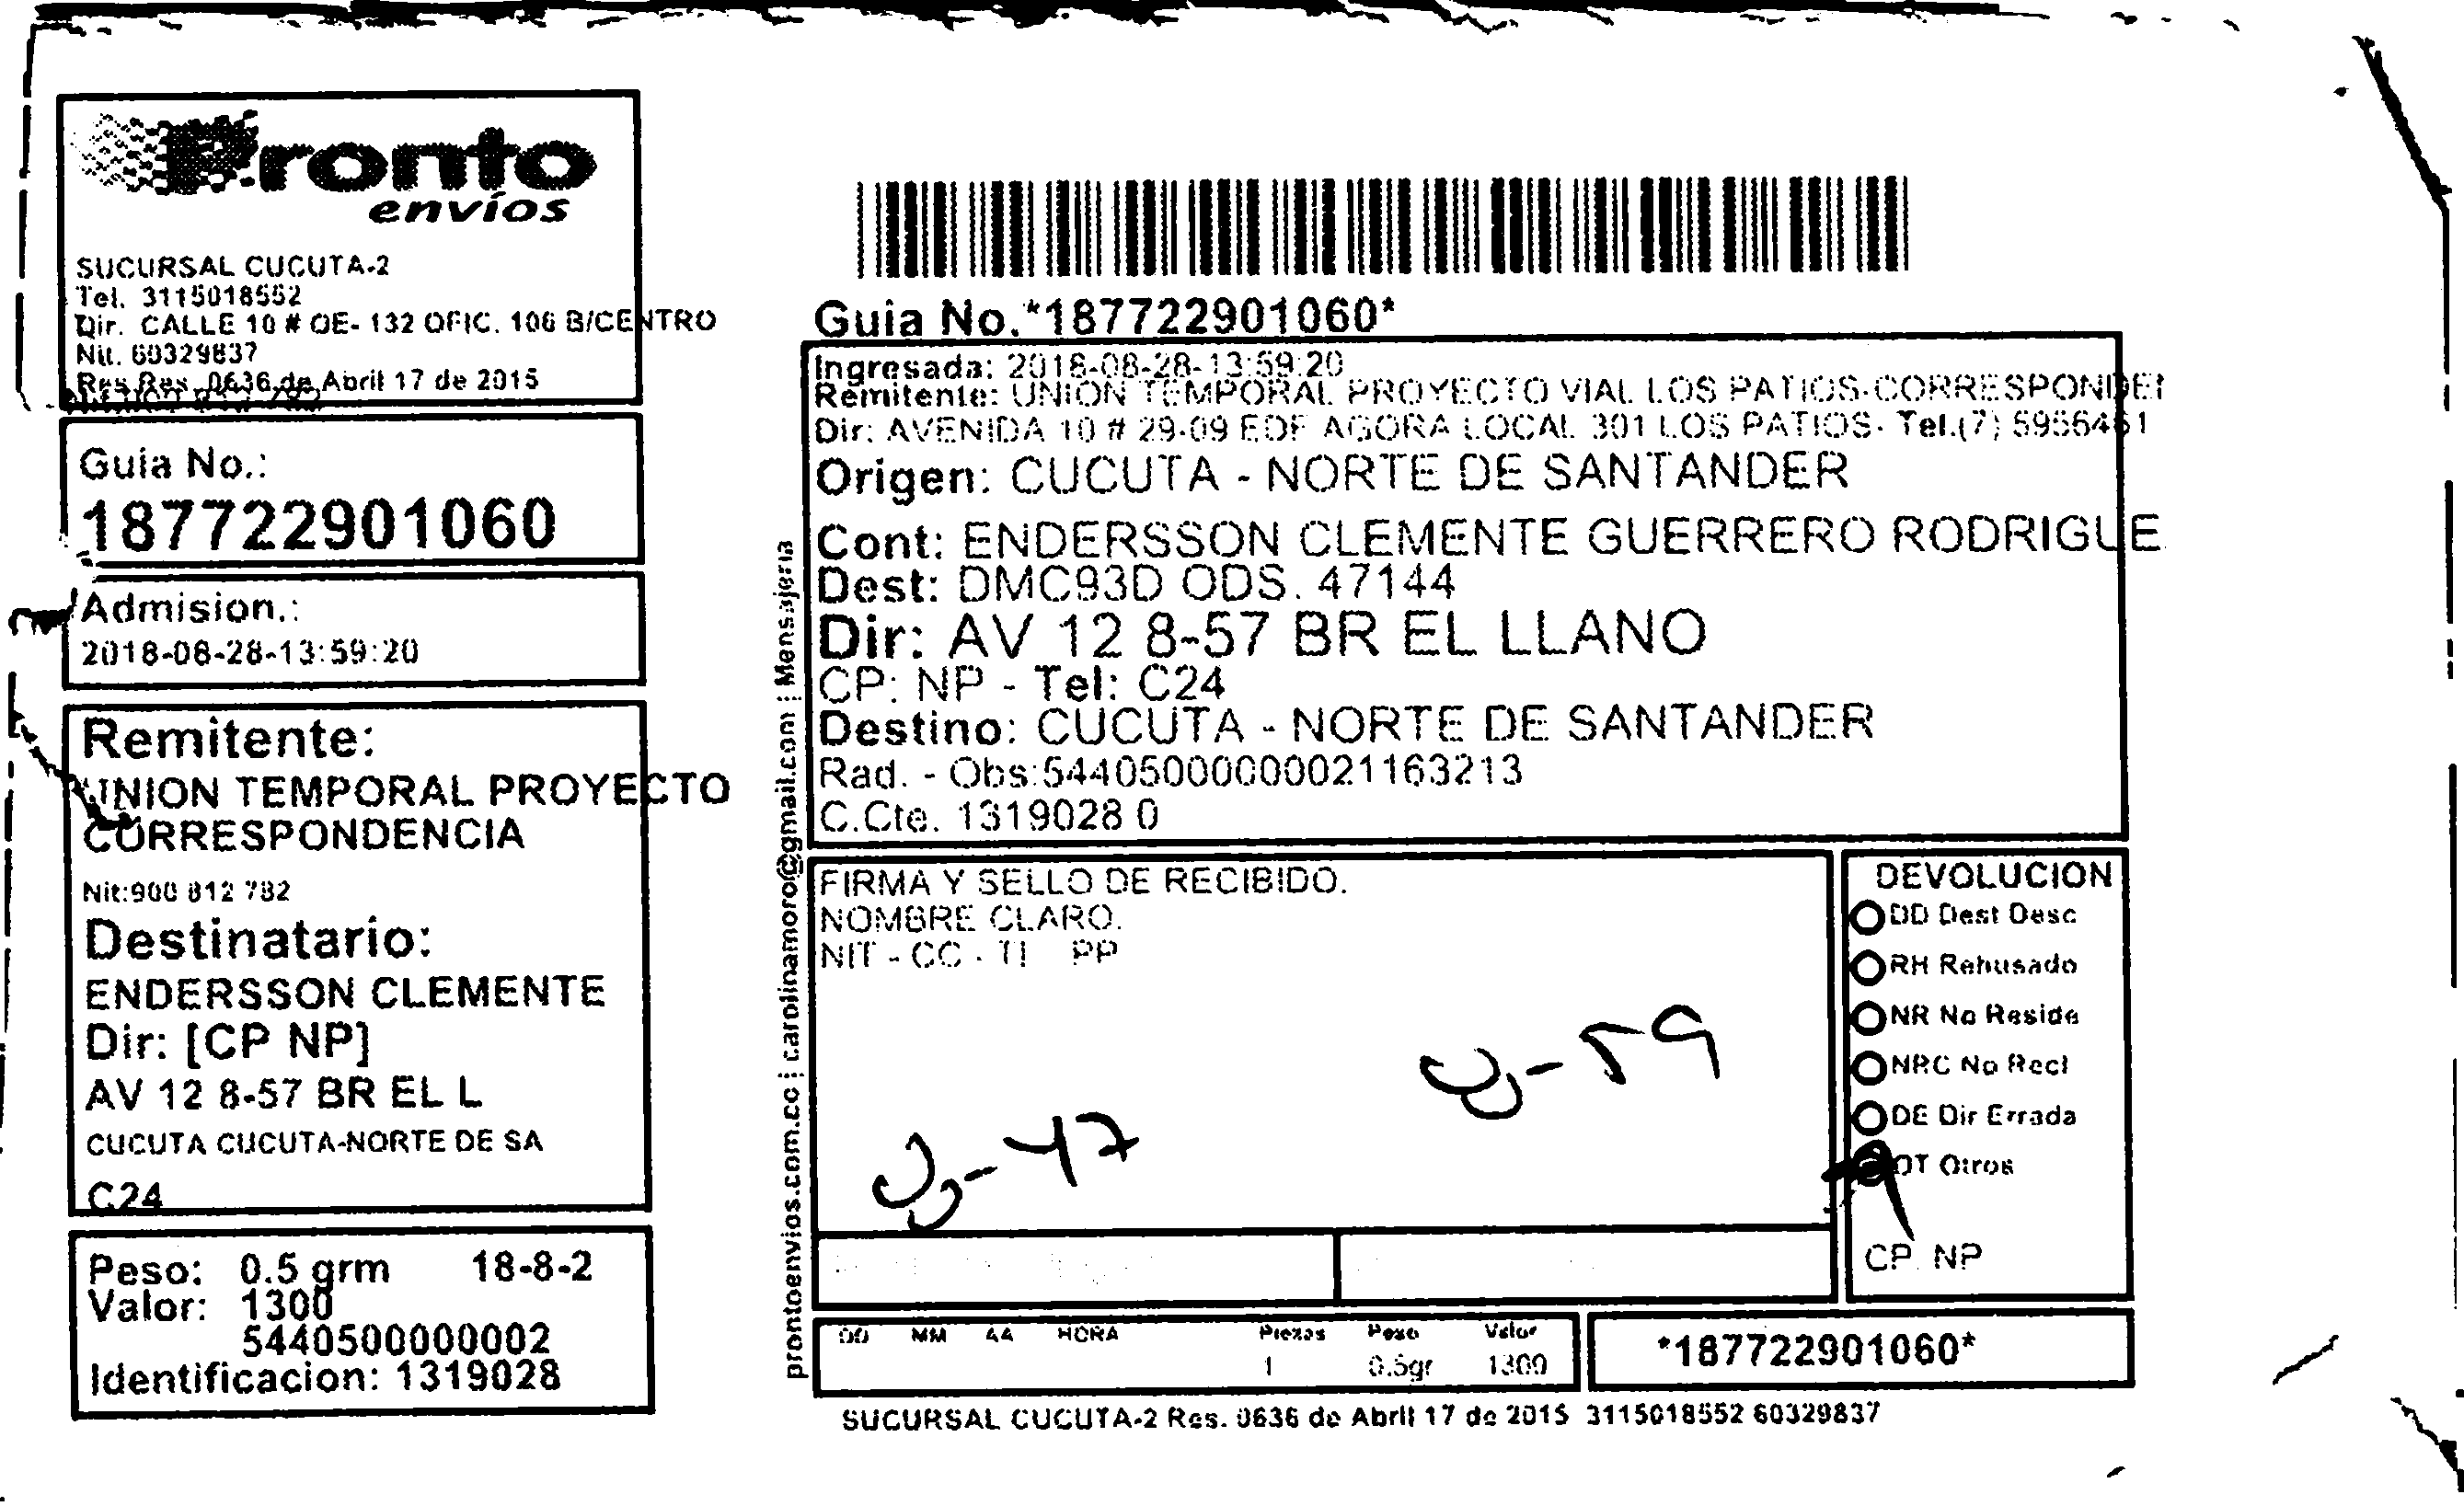 Pronto
envíos
SUCURSAL CUCUTA-2
Tel. 3115018552
Dir. CALLE 10 # OE- 132 OFIC. 106 B/CENTRO
Nit. 60329837
Res Res. 0636 de Abril 17 de 2015
Guia No.:
187722901060
Admision.:
2018-08-28-13:59:20
Remitente:
UNION TEMPORAL PROYECTO
CORRESPONDENCIA
Nit:900 812 782
Destinatario:
ENDERSSON CLEMENTE
Dir: [CP NP]
AV 12 8-57 BR EL L
CUCUTA CUCUTA-NORTE DE SA
C24
Peso: 0.5 grm 18-8-2
Valor: 1300
5440500000002
Identificacion: 1319028
prontoenvios.com.co | carolinamoro@gmail.com | Mensajeria
Guia No.*187722901060*
Ingresada: 2018-08-28-13:59:20
Remitente: UNION TEMPORAL PROYECTO VIAL LOS PATIOS-CORRESPONDEN
Dir: AVENIDA 10 # 29-09 EDF AGORA LOCAL 301 LOS PATIOS- Tel.(7) 5956461
Origen: CUCUTA - NORTE DE SANTANDER
Cont: ENDERSSON CLEMENTE GUERRERO RODRIGUE
Dest: DMC93D ODS. 47144
Dir: AV 12 8-57 BR EL LLANO
CP: NP - Tel: C24
Destino: CUCUTA - NORTE DE SANTANDER
Rad. - Obs:54405000000021163213
C.Cte. 1319028 0
FIRMA Y SELLO DE RECIBIDO.
NOMBRE CLARO.
NIT - CC - TI PP
DEVOLUCION
DD Dest Desc
RH Rehusado
NR No Reside
NRC No Recl
DE Dir Errada
OT Otros
CP NP
DD MM AA HORA Piezas Peso Valor
1 0.5gr 1300
*187722901060*
SUCURSAL CUCUTA-2 Res. 0636 de Abril 17 de 2015 3115018552 60329837